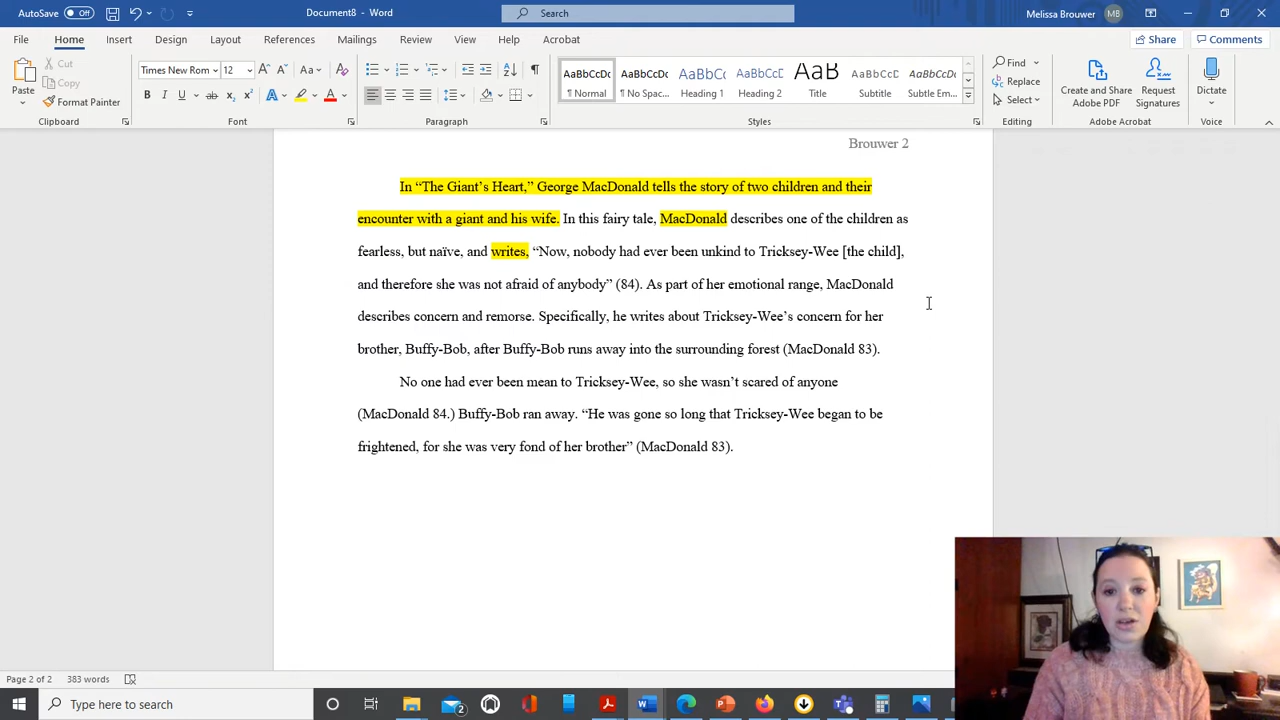 AutoSave Off Document8 - Word Search Melissa Brouwer MB
File Home Insert Design Layout References Mailings Review View Help Acrobat Share Comments
Paste Cut Copy Format Painter
Times New Rom 12 Aa
B I U ab x₂ x² A A
AaBbCcDc AaBbCcDc AaBbCc AaBbCcD AaB AaBbCcD AaBbCcDc
¶ Normal ¶ No Spac... Heading 1 Heading 2 Title Subtitle Subtle Em...
Find Replace Select
Create and Share Adobe PDF Request Signatures Dictate
Clipboard Font Paragraph Styles Editing Adobe Acrobat Voice
Brouwer 2
In “The Giant’s Heart,” George MacDonald tells the story of two children and their
encounter with a giant and his wife. In this fairy tale, MacDonald describes one of the children as
fearless, but naïve, and writes, “Now, nobody had ever been unkind to Tricksey-Wee [the child],
and therefore she was not afraid of anybody” (84). As part of her emotional range, MacDonald
describes concern and remorse. Specifically, he writes about Tricksey-Wee’s concern for her
brother, Buffy-Bob, after Buffy-Bob runs away into the surrounding forest (MacDonald 83).
No one had ever been mean to Tricksey-Wee, so she wasn’t scared of anyone
(MacDonald 84.) Buffy-Bob ran away. “He was gone so long that Tricksey-Wee began to be
frightened, for she was very fond of her brother” (MacDonald 83).
Page 2 of 2 383 words
Type here to search